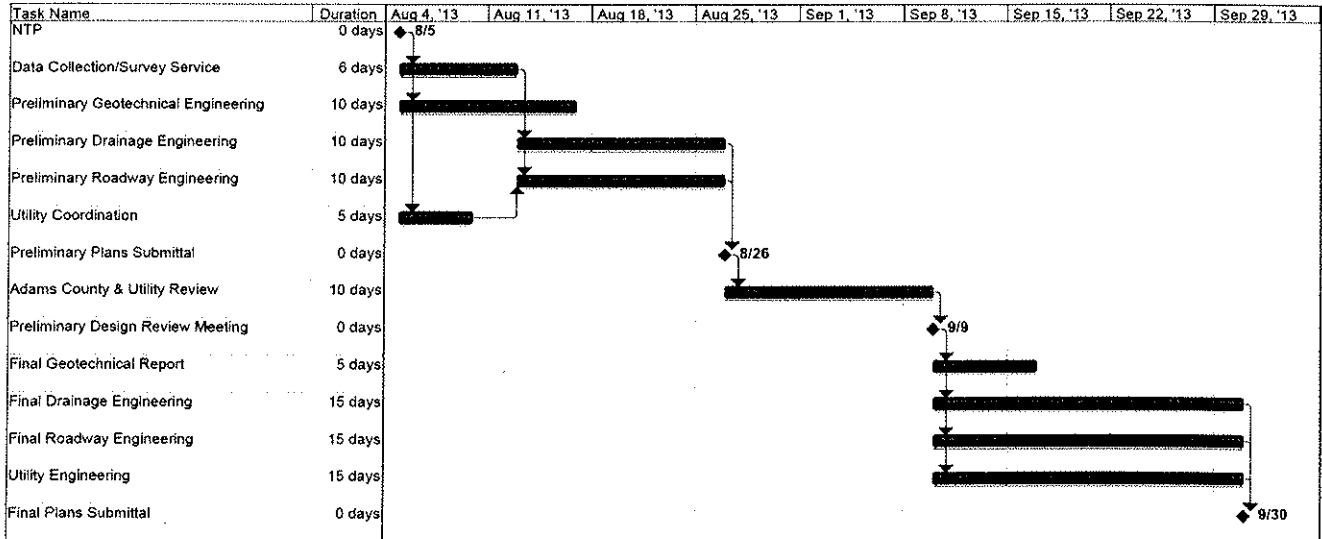 Task Name Duration Aug 4, '13 Aug 11, '13 Aug 18, '13 Aug 25, '13 Sep 1, '13 Sep 8, '13 Sep 15, '13 Sep 22, '13 Sep 29, '13
NTP 0 days 8/5
Data Collection/Survey Service 6 days
Preliminary Geotechnical Engineering 10 days
Preliminary Drainage Engineering 10 days
Preliminary Roadway Engineering 10 days
Utility Coordination 5 days
Preliminary Plans Submittal 0 days 8/26
Adams County & Utility Review 10 days
Preliminary Design Review Meeting 0 days 9/9
Final Geotechnical Report 5 days
Final Drainage Engineering 15 days
Final Roadway Engineering 15 days
Utility Engineering 15 days
Final Plans Submittal 0 days 9/30